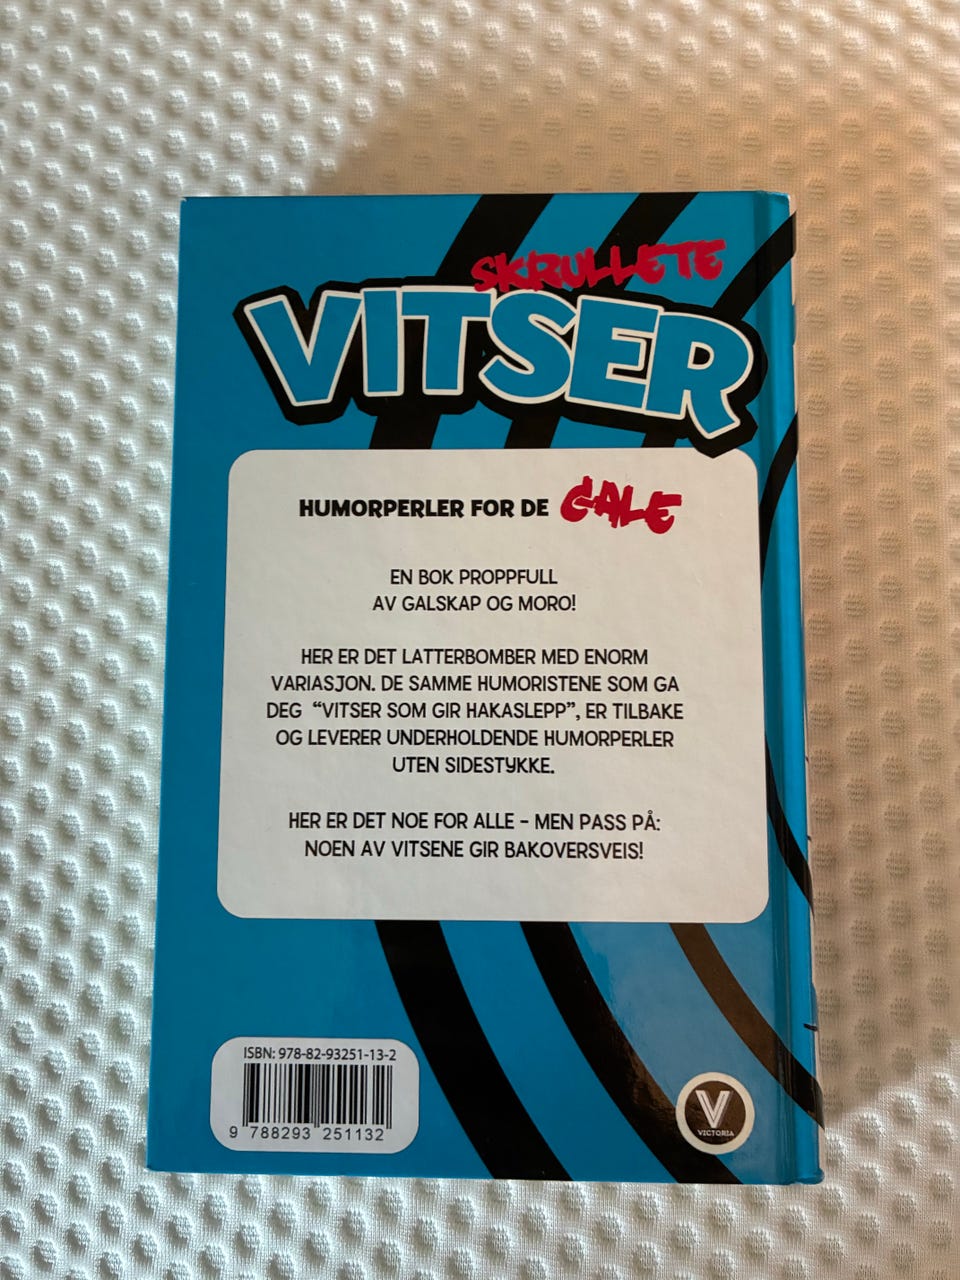 SKRULLETE
VITSER
HUMORPERLER FOR DE GALE
EN BOK PROPPFULL
AV GALSKAP OG MORO!
HER ER DET LATTERBOMBER MED ENORM
VARIASJON. DE SAMME HUMORISTENE SOM GA
DEG “VITSER SOM GIR HAKASLEPP”, ER TILBAKE
OG LEVERER UNDERHOLDENDE HUMORPERLER
UTEN SIDESTYKKE.
HER ER DET NOE FOR ALLE - MEN PASS PÅ:
NOEN AV VITSENE GIR BAKOVERSVEIS!
ISBN: 978-82-93251-13-2
9 788293 251132
V
VICTORIA